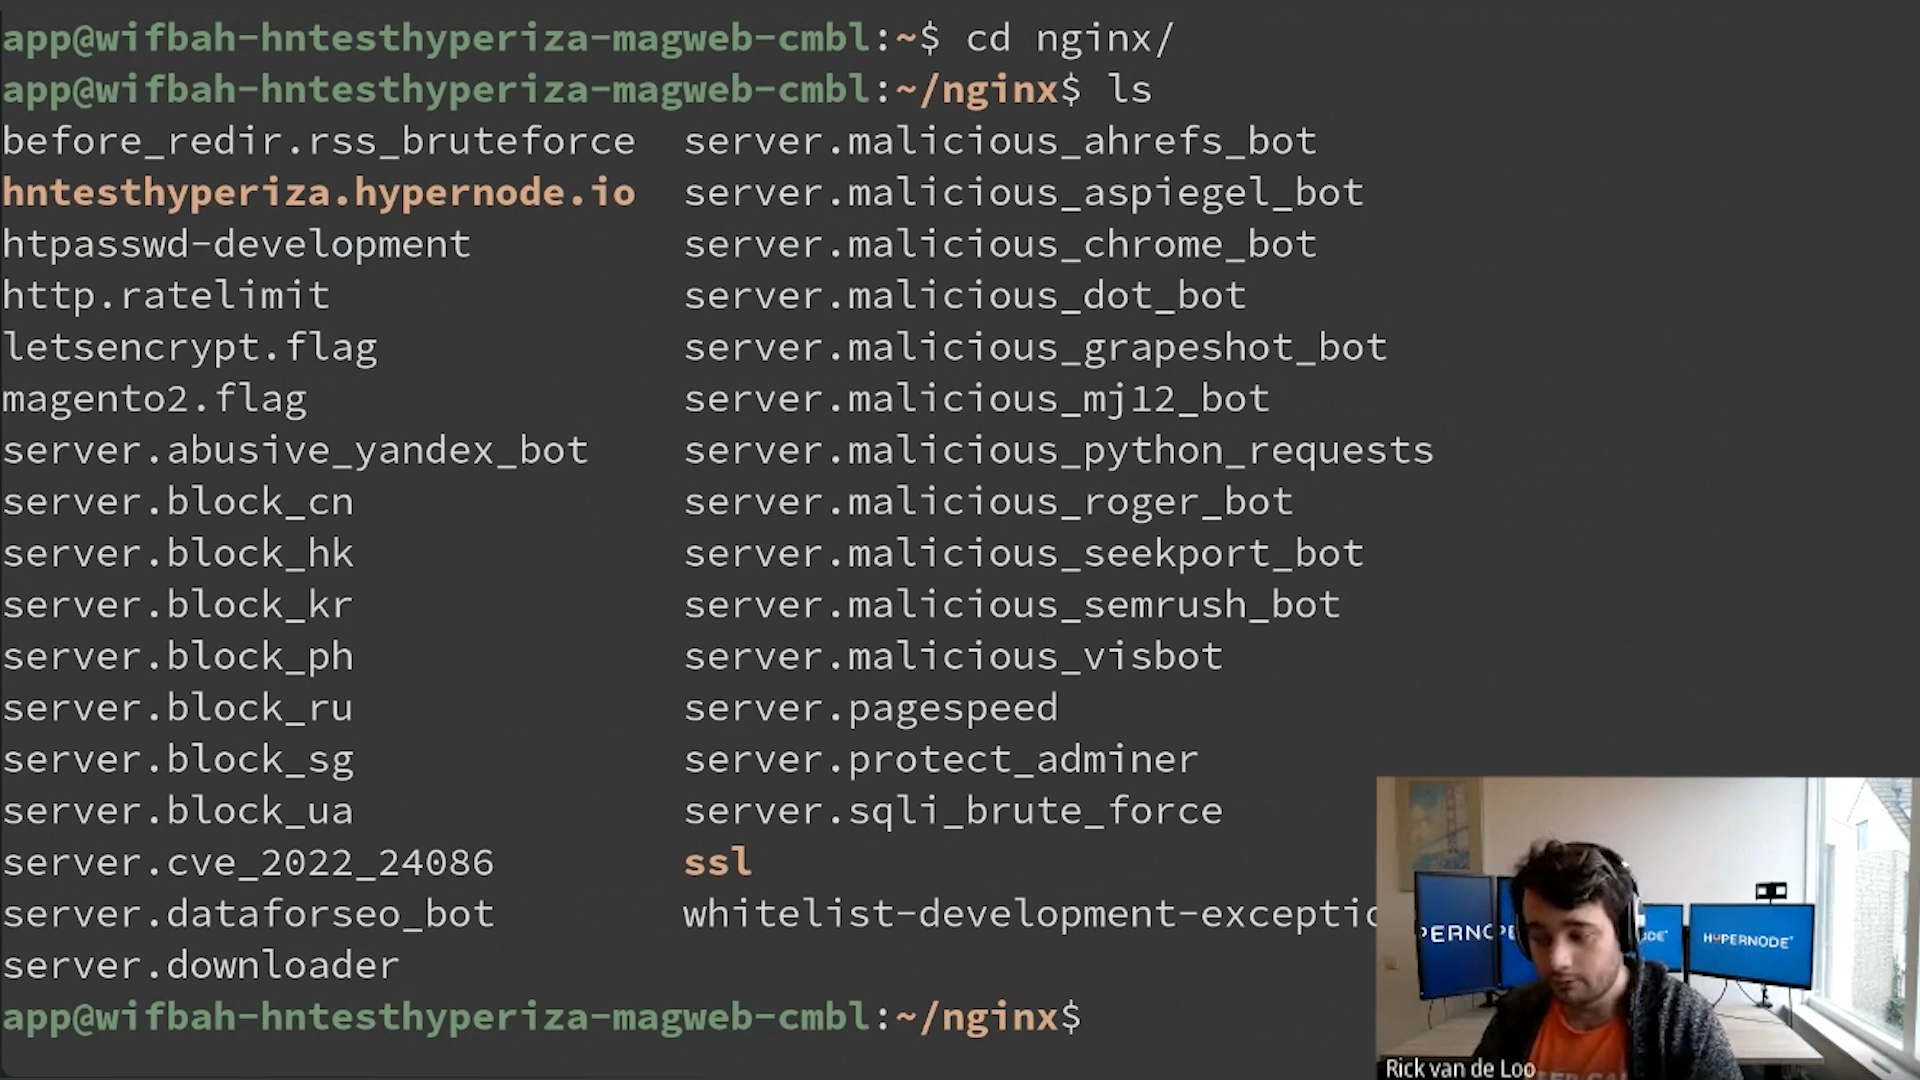 app@wifbah-hntesthyperiza-magweb-cmbl:~$ cd nginx/
app@wifbah-hntesthyperiza-magweb-cmbl:~/nginx$ ls
before_redir.rss_bruteforce server.malicious_ahrefs_bot
hntesthyperiza.hypernode.io server.malicious_aspiegel_bot
htpasswd-development server.malicious_chrome_bot
http.ratelimit server.malicious_dot_bot
letsencrypt.flag server.malicious_grapeshot_bot
magento2.flag server.malicious_mj12_bot
server.abusive_yandex_bot server.malicious_python_requests
server.block_cn server.malicious_roger_bot
server.block_hk server.malicious_seekport_bot
server.block_kr server.malicious_semrush_bot
server.block_ph server.malicious_visbot
server.block_ru server.pagespeed
server.block_sg server.protect_adminer
server.block_ua server.sqli_brute_force
server.cve_2022_24086 ssl
server.dataforseo_bot whitelist-development-exceptio
server.downloader
app@wifbah-hntesthyperiza-magweb-cmbl:~/nginx$
HYPERNODE
Rick van de Loo